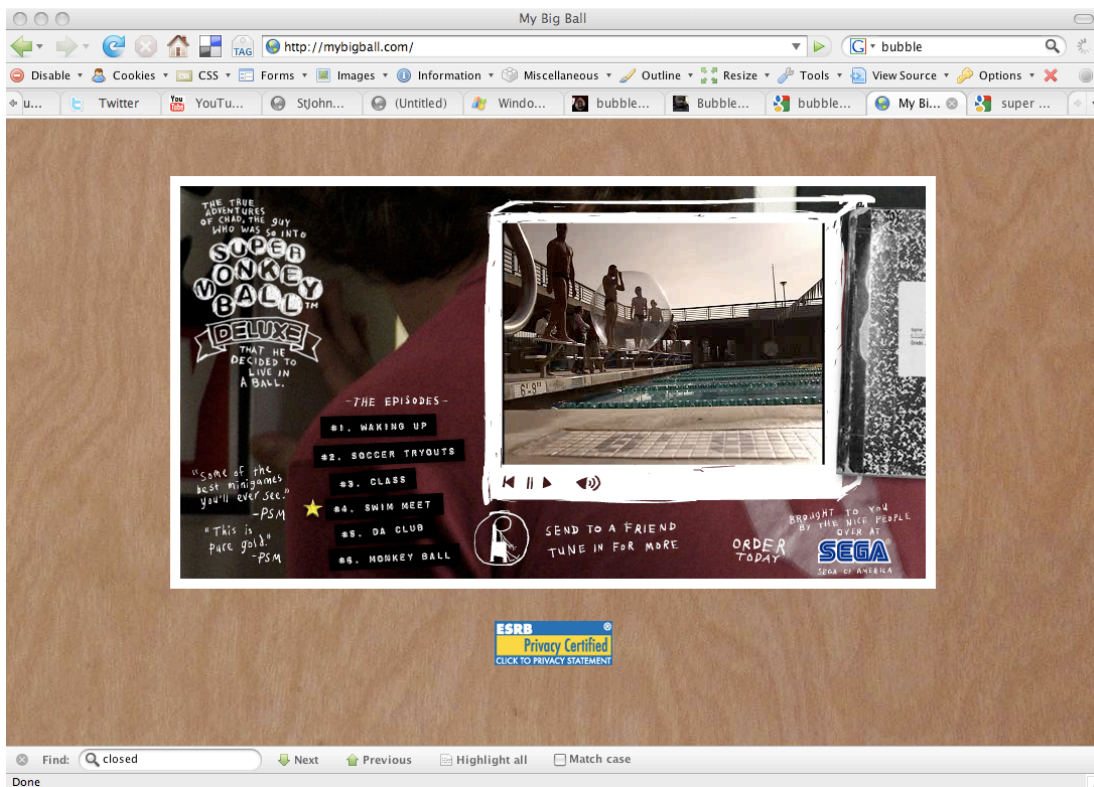 My Big Ball
TAG
http://mybigball.com/
G
bubble
Disable
Cookies
CSS
Forms
Images
Information
Miscellaneous
Outline
Resize
Tools
View Source
Options
u...
Twitter
YouTu...
StJohn...
(Untitled)
Windo...
bubble...
Bubble...
bubble...
My Bi...
super ...
THE TRUE
ADVENTURES
OF CHAD, THE guy
WHO WAS SO INTO
SUPER
MONKEY
BALL™
DELUXE
THAT HE
DECIDED TO
LIVE IN
A BALL.
"Some of the
best minigames
you'll ever see."
-PSM
"This is
pure gold."
-PSM
-THE EPISODES-
#1. WAKING UP
#2. SOCCER TRYOUTS
#3. CLASS
#4. SWIM MEET
#5. DA CLUB
#6. MONKEY BALL
6'-9"
SEND TO A FRIEND
TUNE IN FOR MORE
ORDER
TODAY
BROUGHT TO YOU
BY THE NICE PEOPLE
OVER AT
SEGA®
SEGA OF AMERICA
ESRB ®
Privacy Certified
CLICK TO PRIVACY STATEMENT
Find:
closed
Next
Previous
Highlight all
Match case
Done